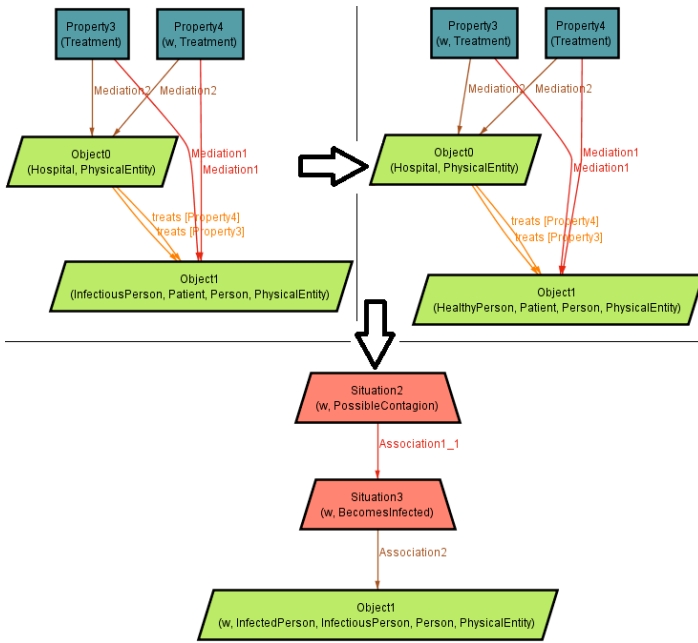 Property3
(Treatment)
Property4
(w, Treatment)
Mediation2
Mediation2
Object0
(Hospital, PhysicalEntity)
Mediation1
Mediation1
treats [Property4]
treats [Property3]
Object1
(InfectiousPerson, Patient, Person, PhysicalEntity)
Property3
(w, Treatment)
Property4
(Treatment)
Mediation2
Mediation2
Object0
(Hospital, PhysicalEntity)
Mediation1
Mediation1
treats [Property4]
treats [Property3]
Object1
(HealthyPerson, Patient, Person, PhysicalEntity)
Situation2
(w, PossibleContagion)
Association1_1
Situation3
(w, BecomesInfected)
Association2
Object1
(w, InfectedPerson, InfectiousPerson, Person, PhysicalEntity)